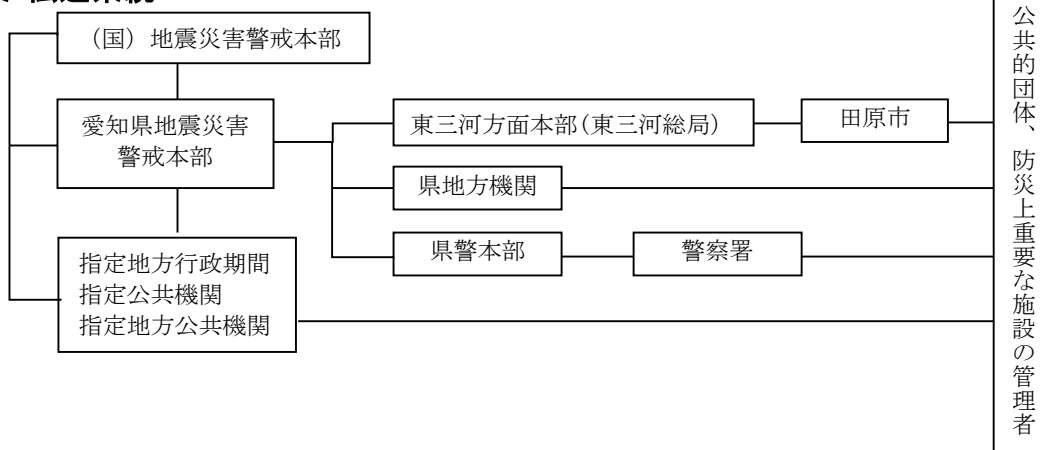 （国）地震災害警戒本部
愛知県地震災害
警戒本部
東三河方面本部（東三河総局）
田原市
県地方機関
県警本部
警察署
指定地方行政期間
指定公共機関
指定地方公共機関
公共的団体、防災上重要な施設の管理者